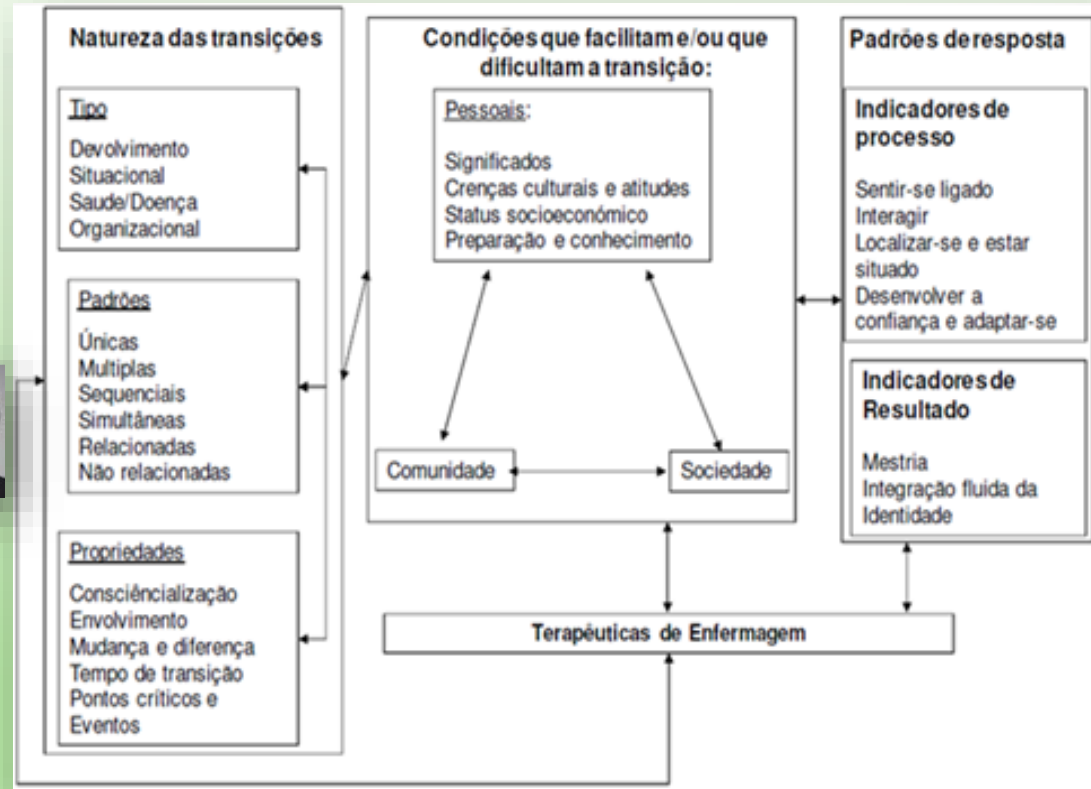 Natureza das transições
Tipo
Devolvimento
Situacional
Saude/Doença
Organizacional
Padrões
Únicas
Multiplas
Sequenciais
Simultâneas
Relacionadas
Não relacionadas
Propriedades
Consciêncialização
Envolvimento
Mudança e diferença
Tempo de transição
Pontos críticos e
Eventos
Condições que facilitam e/ou que
dificultam a transição:
Pessoais:
Significados
Crenças culturais e atitudes
Status socioeconómico
Preparação e conhecimento
Comunidade
Sociedade
Padrões de resposta
Indicadores de
processo
Sentir-se ligado
Interagir
Localizar-se e estar
situado
Desenvolver a
confiança e adaptar-se
Indicadores de
Resultado
Mestria
Integração fluida da
Identidade
Terapêuticas de Enfermagem